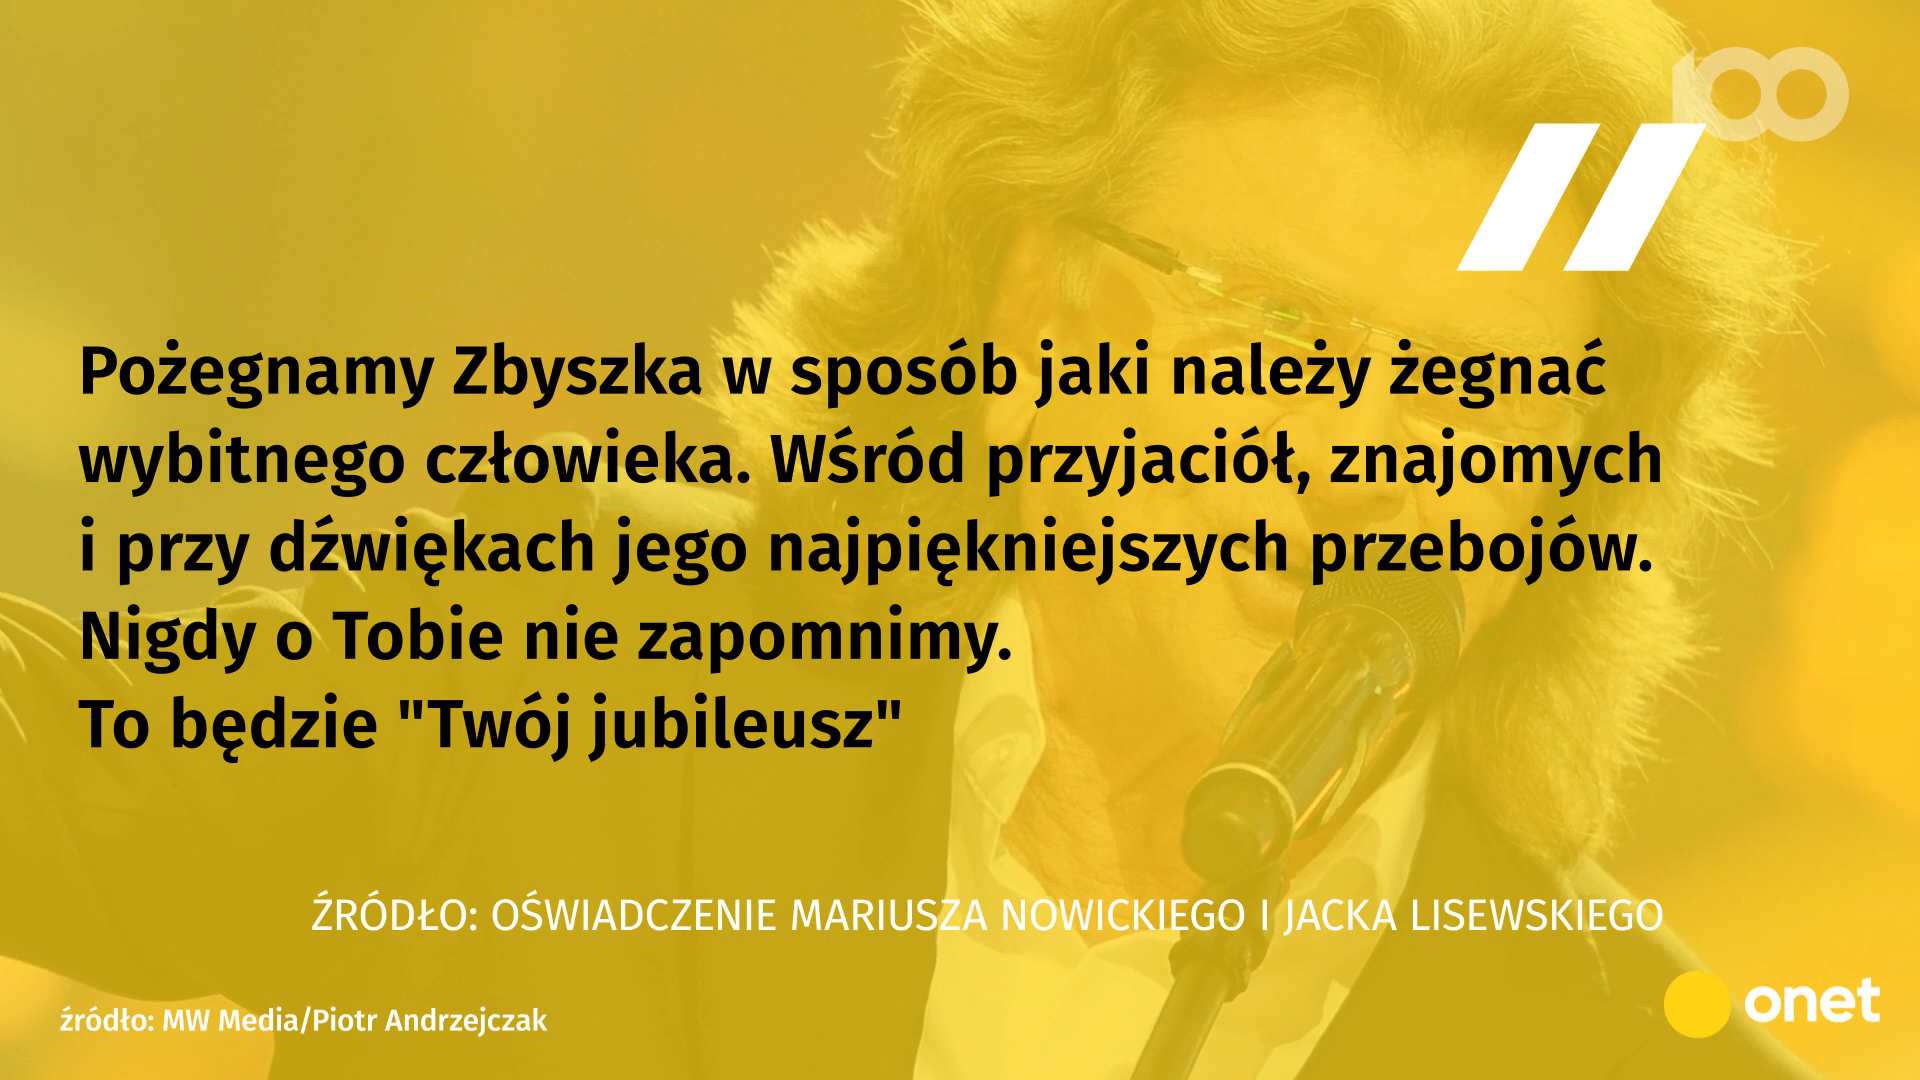 100
Pożegnamy Zbyszka w sposób jaki należy żegnać
wybitnego człowieka. Wśród przyjaciół, znajomych
i przy dźwiękach jego najpiękniejszych przebojów.
Nigdy o Tobie nie zapomnimy.
To będzie "Twój jubileusz"
ŹRÓDŁO: OŚWIADCZENIE MARIUSZA NOWICKIEGO I JACKA LISEWSKIEGO
źródło: MW Media/Piotr Andrzejczak
onet